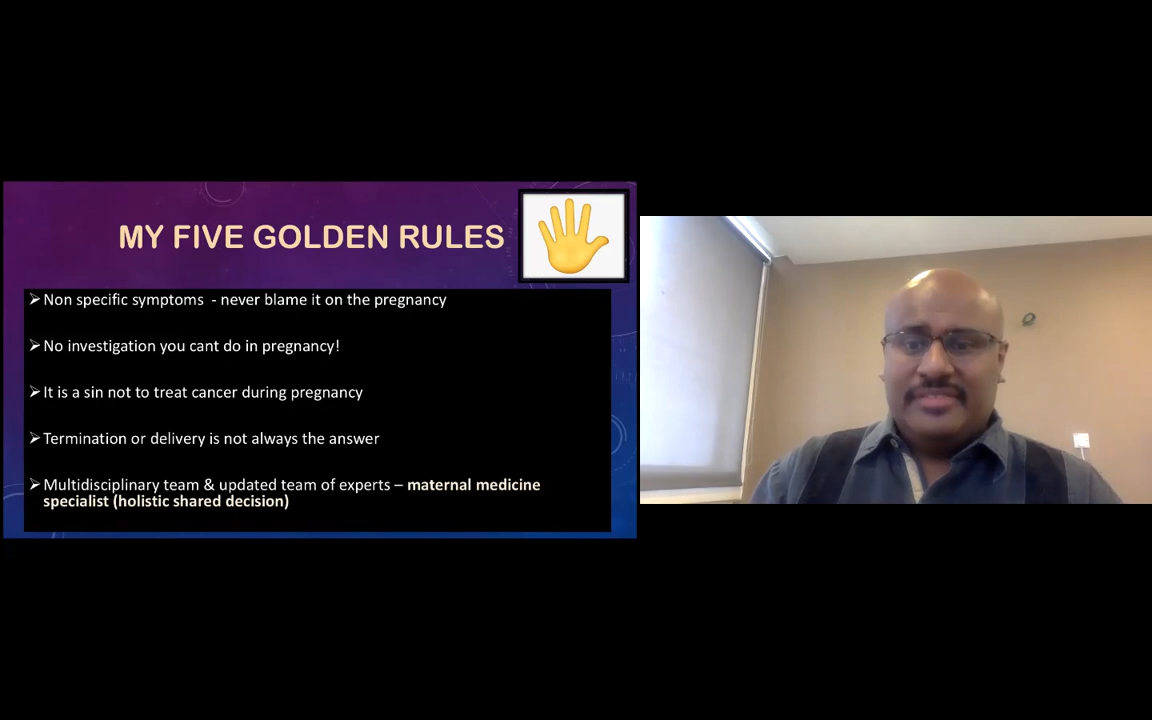 MY FIVE GOLDEN RULES
Non specific symptoms - never blame it on the pregnancy
No investigation you cant do in pregnancy!
It is a sin not to treat cancer during pregnancy
Termination or delivery is not always the answer
Multidisciplinary team & updated team of experts – maternal medicine
specialist (holistic shared decision)